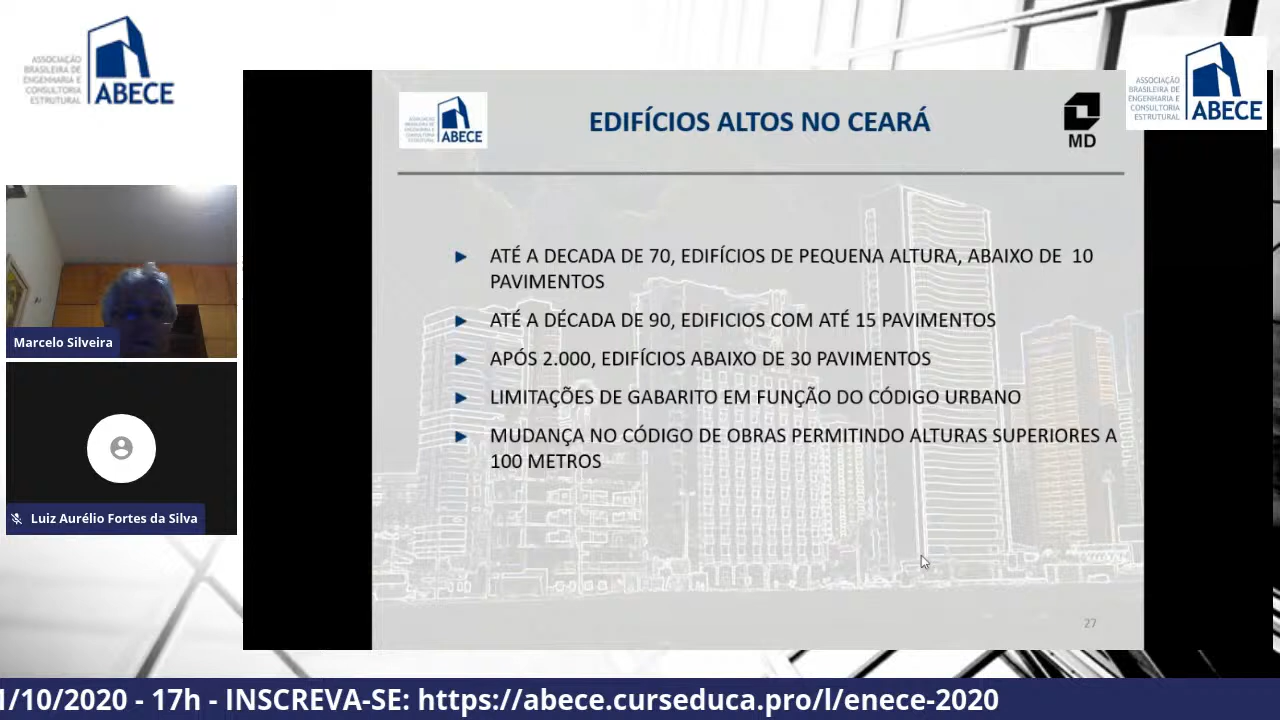 ASSOCIAÇÃO
BRASILEIRA DE
ENGENHARIA E
CONSULTORIA
ESTRUTURAL
ABECE
ASSOCIAÇÃO
BRASILEIRA DE
ENGENHARIA E
CONSULTORIA
ESTRUTURAL
ABECE
ABECE
EDIFÍCIOS ALTOS NO CEARÁ
MD
ATÉ A DECADA DE 70, EDIFÍCIOS DE PEQUENA ALTURA, ABAIXO DE 10
PAVIMENTOS
ATÉ A DÉCADA DE 90, EDIFICIOS COM ATÉ 15 PAVIMENTOS
APÓS 2.000, EDIFÍCIOS ABAIXO DE 30 PAVIMENTOS
LIMITAÇÕES DE GABARITO EM FUNÇÃO DO CÓDIGO URBANO
MUDANÇA NO CÓDIGO DE OBRAS PERMITINDO ALTURAS SUPERIORES A
100 METROS
27
Marcelo Silveira
Luiz Aurélio Fortes da Silva
1/10/2020 - 17h - INSCREVA-SE: https://abece.curseduca.pro/l/enece-2020